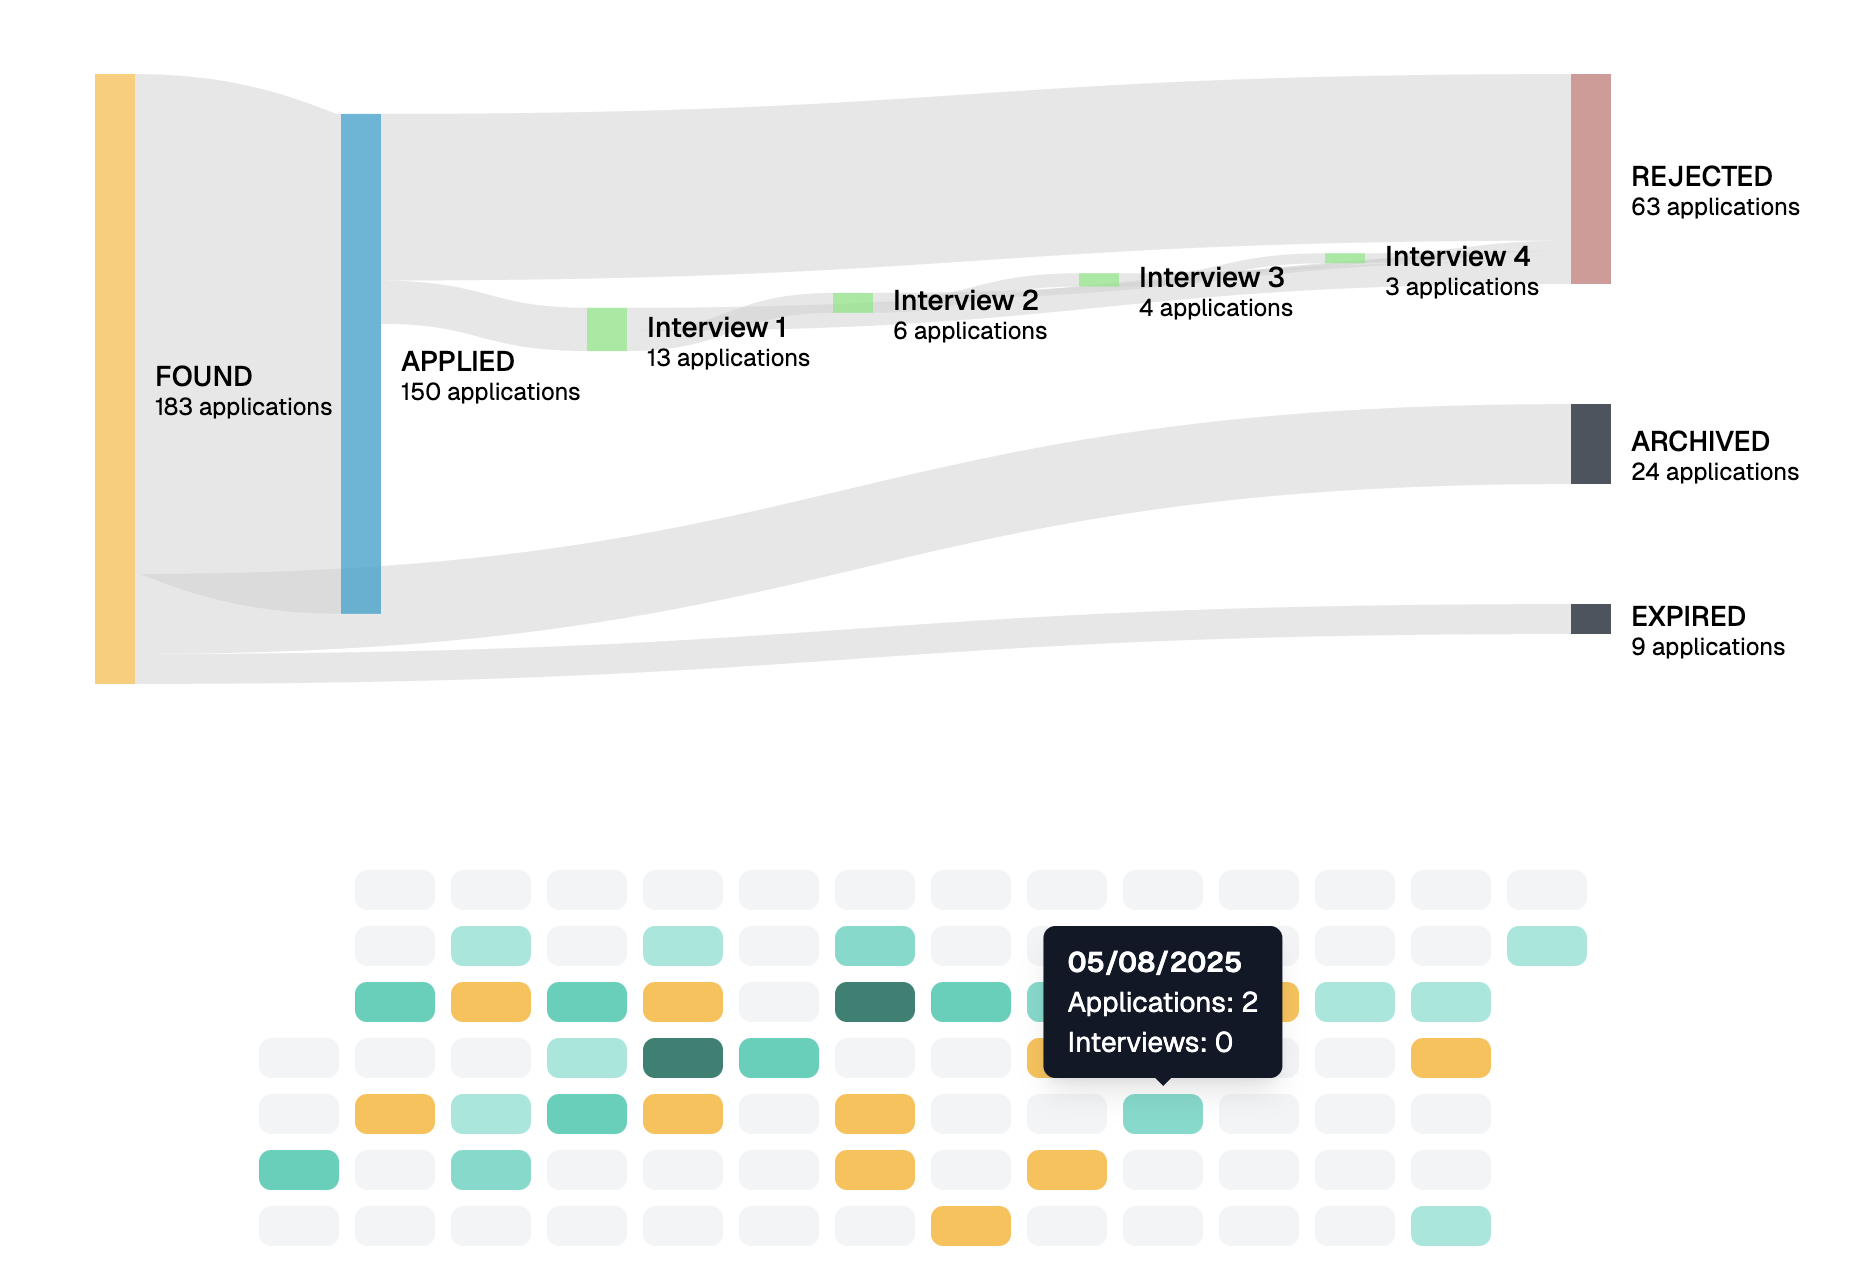 FOUND
183 applications
APPLIED
150 applications
Interview 1
13 applications
Interview 2
6 applications
Interview 3
4 applications
Interview 4
3 applications
REJECTED
63 applications
ARCHIVED
24 applications
EXPIRED
9 applications
05/08/2025
Applications: 2
Interviews: 0